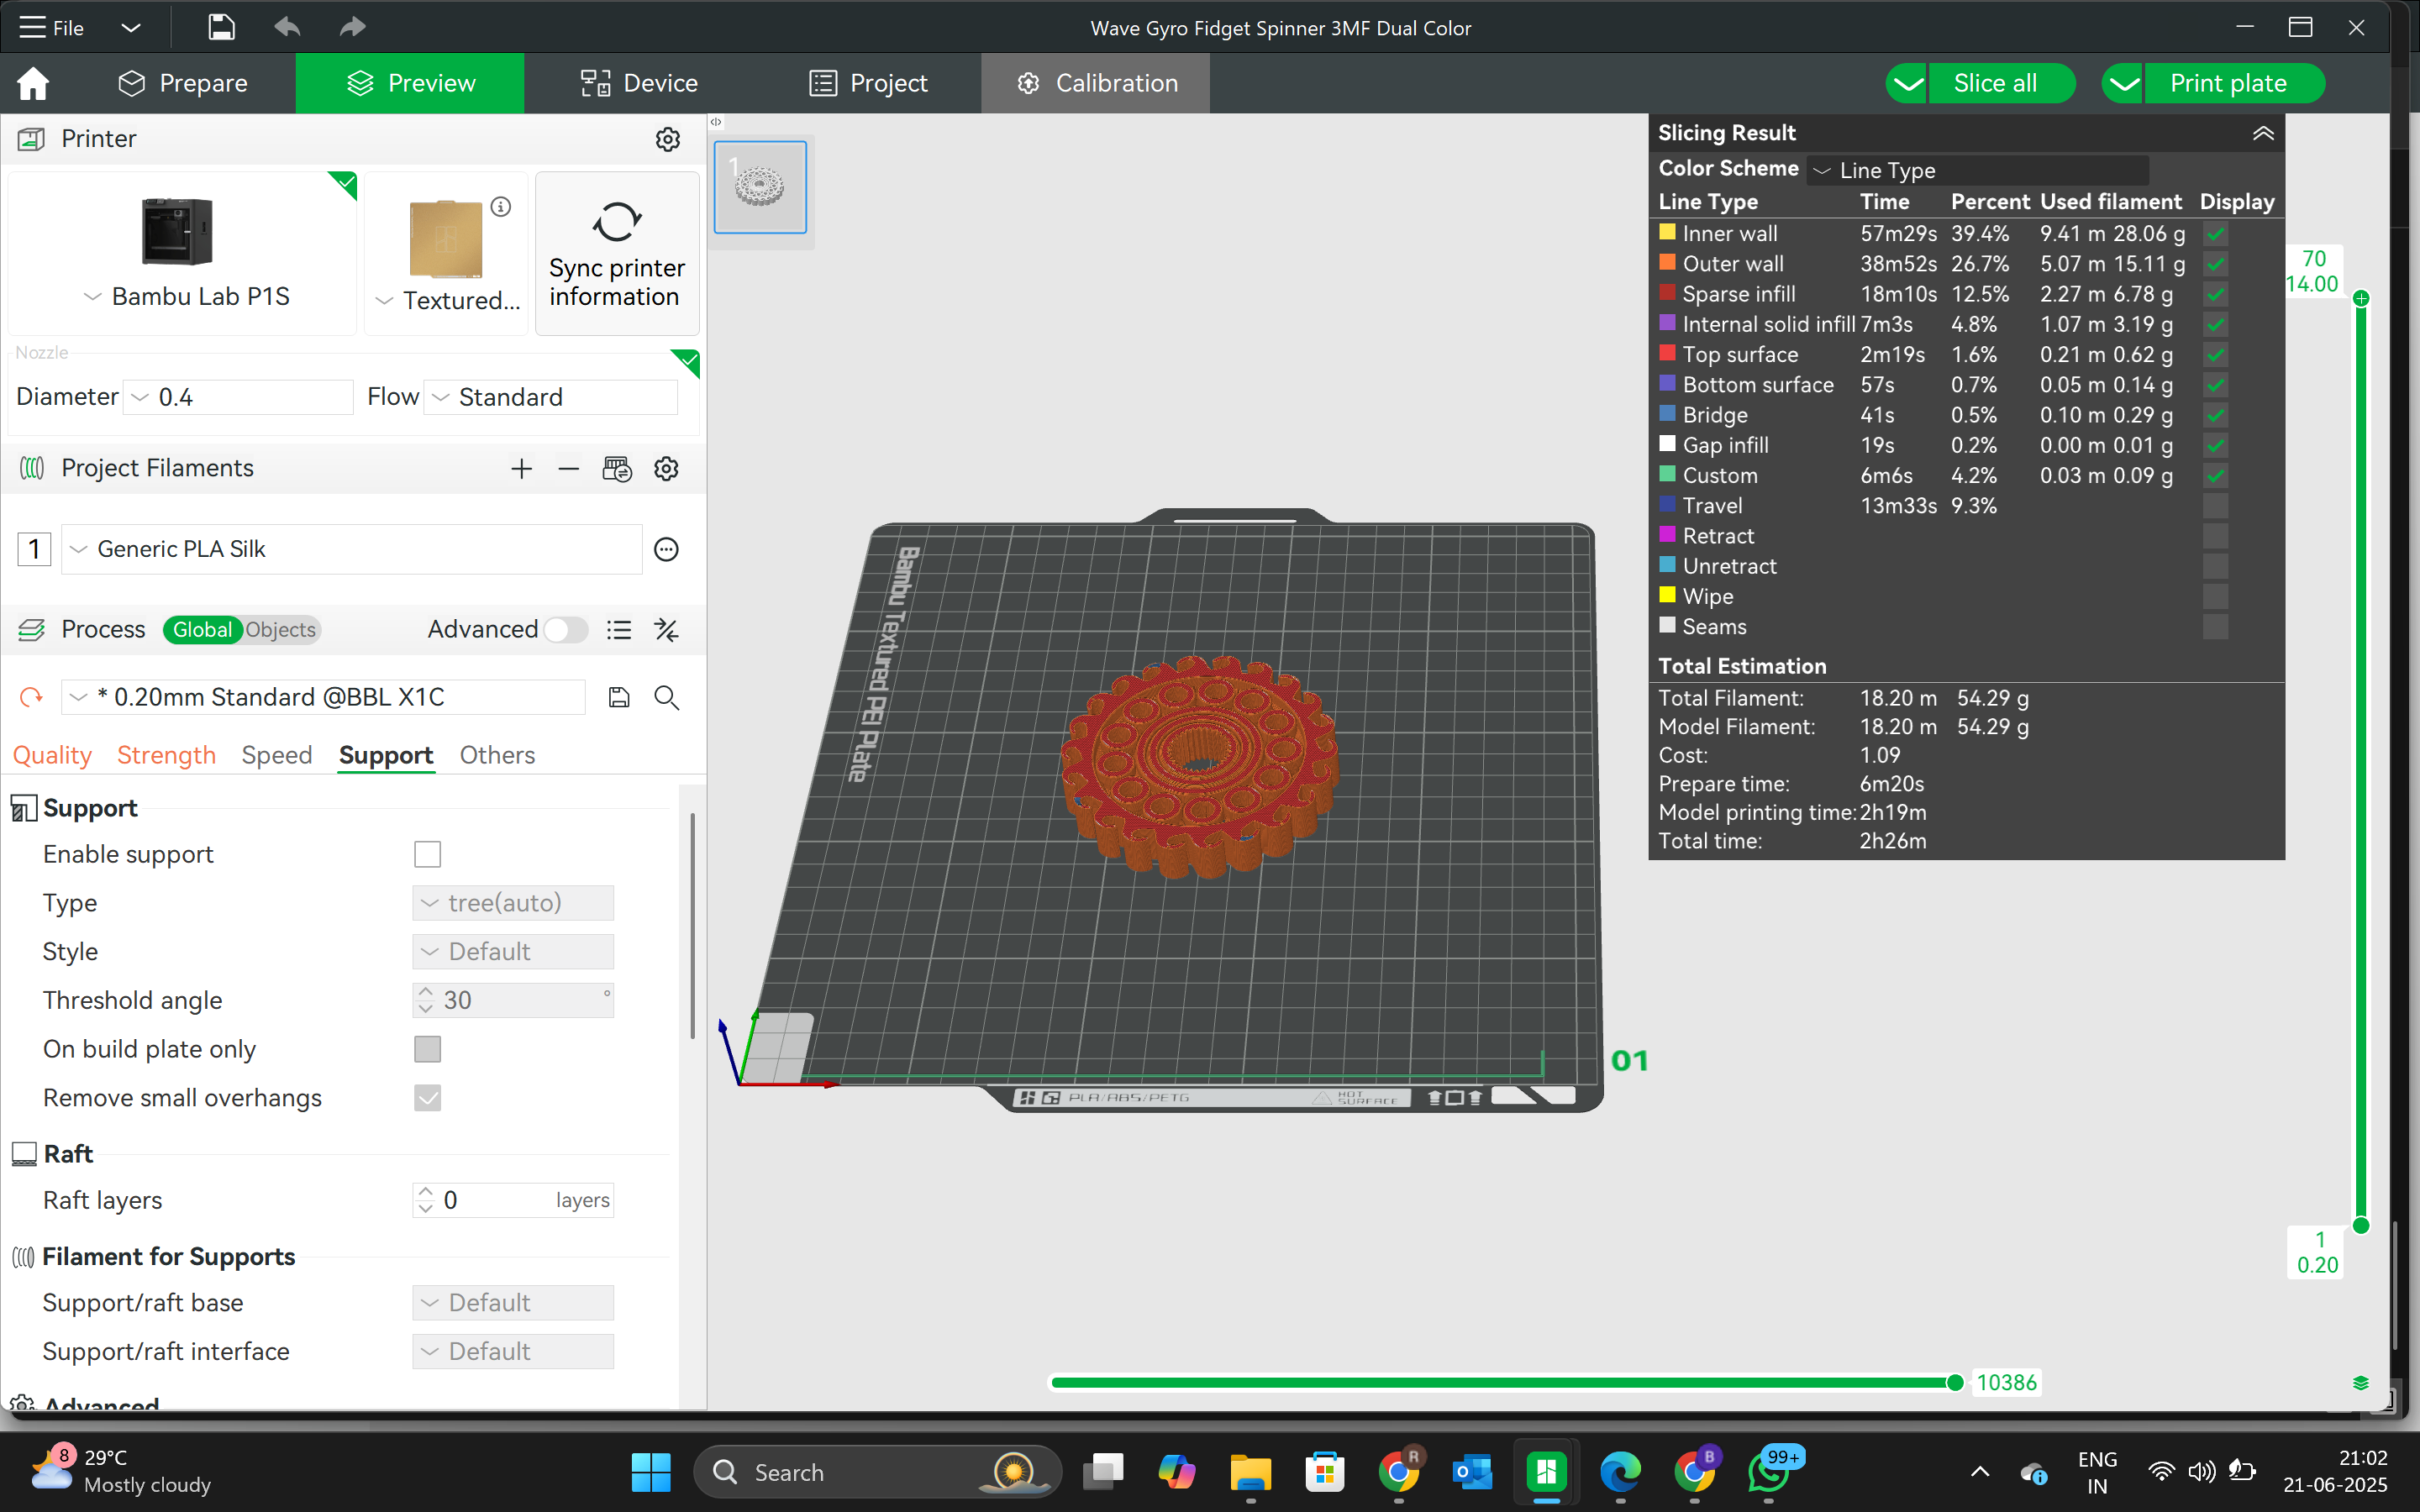 File
Wave Gyro Fidget Spinner 3MF Dual Color
Prepare
Preview
Device
Project
Calibration
Slice all
Print plate
Printer
Bambu Lab P1S
Textured...
Sync printer
information
Nozzle
Diameter 0.4
Flow Standard
Project Filaments
1 Generic PLA Silk
Process Global Objects Advanced
* 0.20mm Standard @BBL X1C
Quality Strength Speed Support Others
Support
Enable support
Type tree(auto)
Style Default
Threshold angle 30 °
On build plate only
Remove small overhangs
Raft
Raft layers 0 layers
Filament for Supports
Support/raft base Default
Support/raft interface Default
Advanced
1
Bambu Textured PEI Plate
PLA/ABS/PETG
HOT
SURFACE
01
Slicing Result
Color Scheme Line Type
Line Type Time Percent Used filament Display
Inner wall 57m29s 39.4% 9.41 m 28.06 g
Outer wall 38m52s 26.7% 5.07 m 15.11 g
Sparse infill 18m10s 12.5% 2.27 m 6.78 g
Internal solid infill 7m3s 4.8% 1.07 m 3.19 g
Top surface 2m19s 1.6% 0.21 m 0.62 g
Bottom surface 57s 0.7% 0.05 m 0.14 g
Bridge 41s 0.5% 0.10 m 0.29 g
Gap infill 19s 0.2% 0.00 m 0.01 g
Custom 6m6s 4.2% 0.03 m 0.09 g
Travel 13m33s 9.3%
Retract
Unretract
Wipe
Seams
Total Estimation
Total Filament: 18.20 m 54.29 g
Model Filament: 18.20 m 54.29 g
Cost: 1.09
Prepare time: 6m20s
Model printing time: 2h19m
Total time: 2h26m
70
14.00
1
0.20
10386
8
29°C
Mostly cloudy
Search
R
B
99+
ENG
IN
21:02
21-06-2025